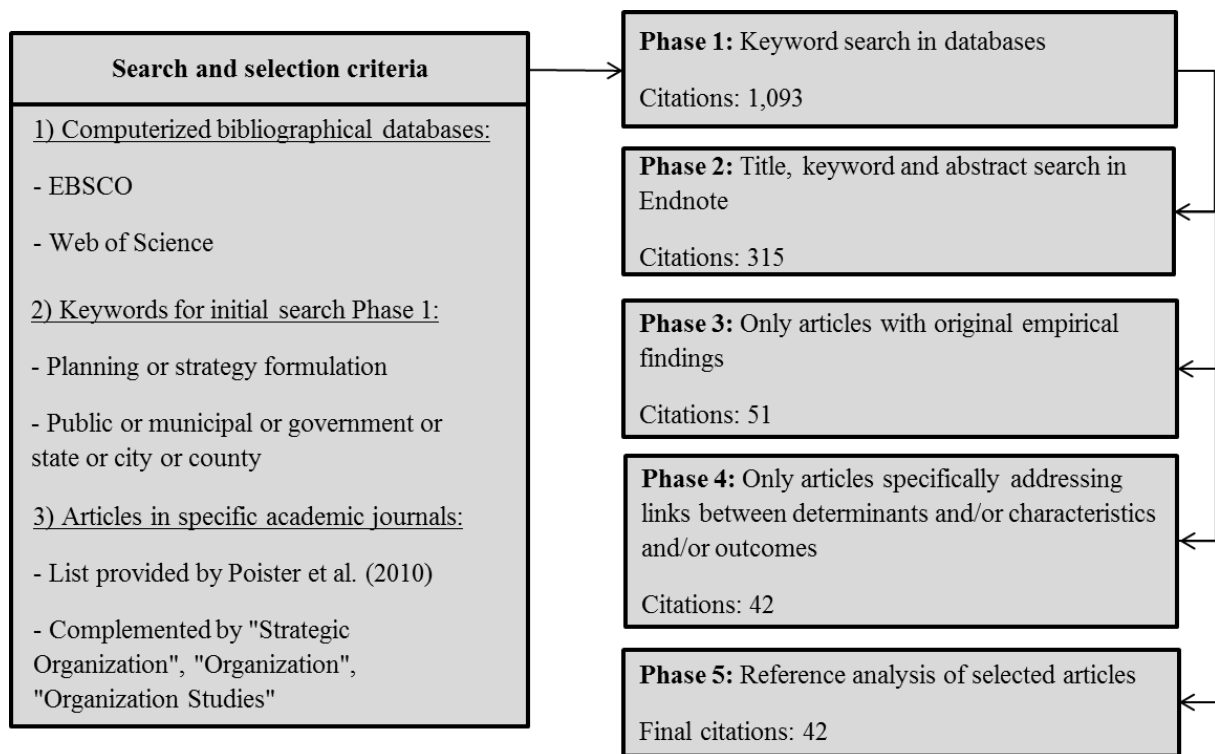 Search and selection criteria
1) Computerized bibliographical databases:
- EBSCO
- Web of Science
2) Keywords for initial search Phase 1:
- Planning or strategy formulation
- Public or municipal or government or
state or city or county
3) Articles in specific academic journals:
- List provided by Poister et al. (2010)
- Complemented by "Strategic
Organization", "Organization",
"Organization Studies"
Phase 1: Keyword search in databases
Citations: 1,093
Phase 2: Title, keyword and abstract search in
Endnote
Citations: 315
Phase 3: Only articles with original empirical
findings
Citations: 51
Phase 4: Only articles specifically addressing
links between determinants and/or characteristics
and/or outcomes
Citations: 42
Phase 5: Reference analysis of selected articles
Final citations: 42